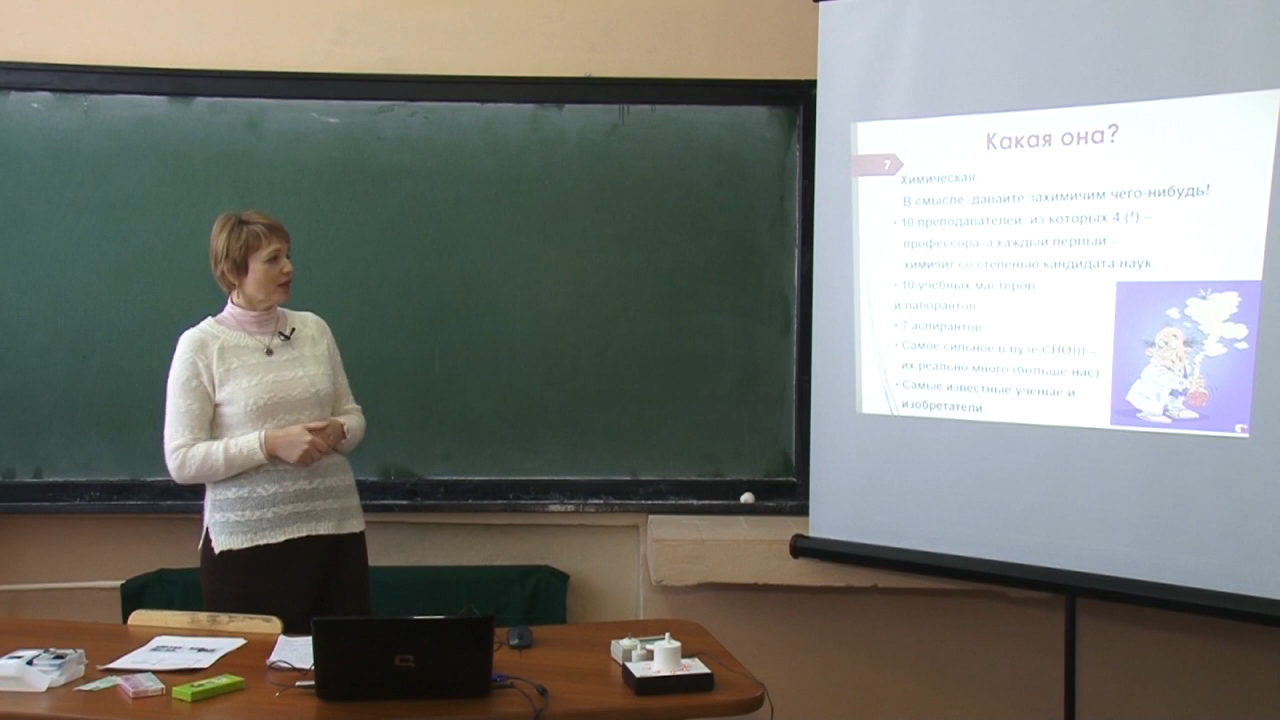 Какая она?
7
Химическая
В смысле, давайте захимичим чего-нибудь!
• 10 преподавателей, из которых 4 (!) –
профессора, а каждый первый –
химичит со степенью кандидата наук
• 10 учебных мастеров
и лаборантов
• 7 аспирантов
• Самое сильное в вузе СНО))) –
их реально много (больше нас)
• Самые известные ученые и
изобретатели.